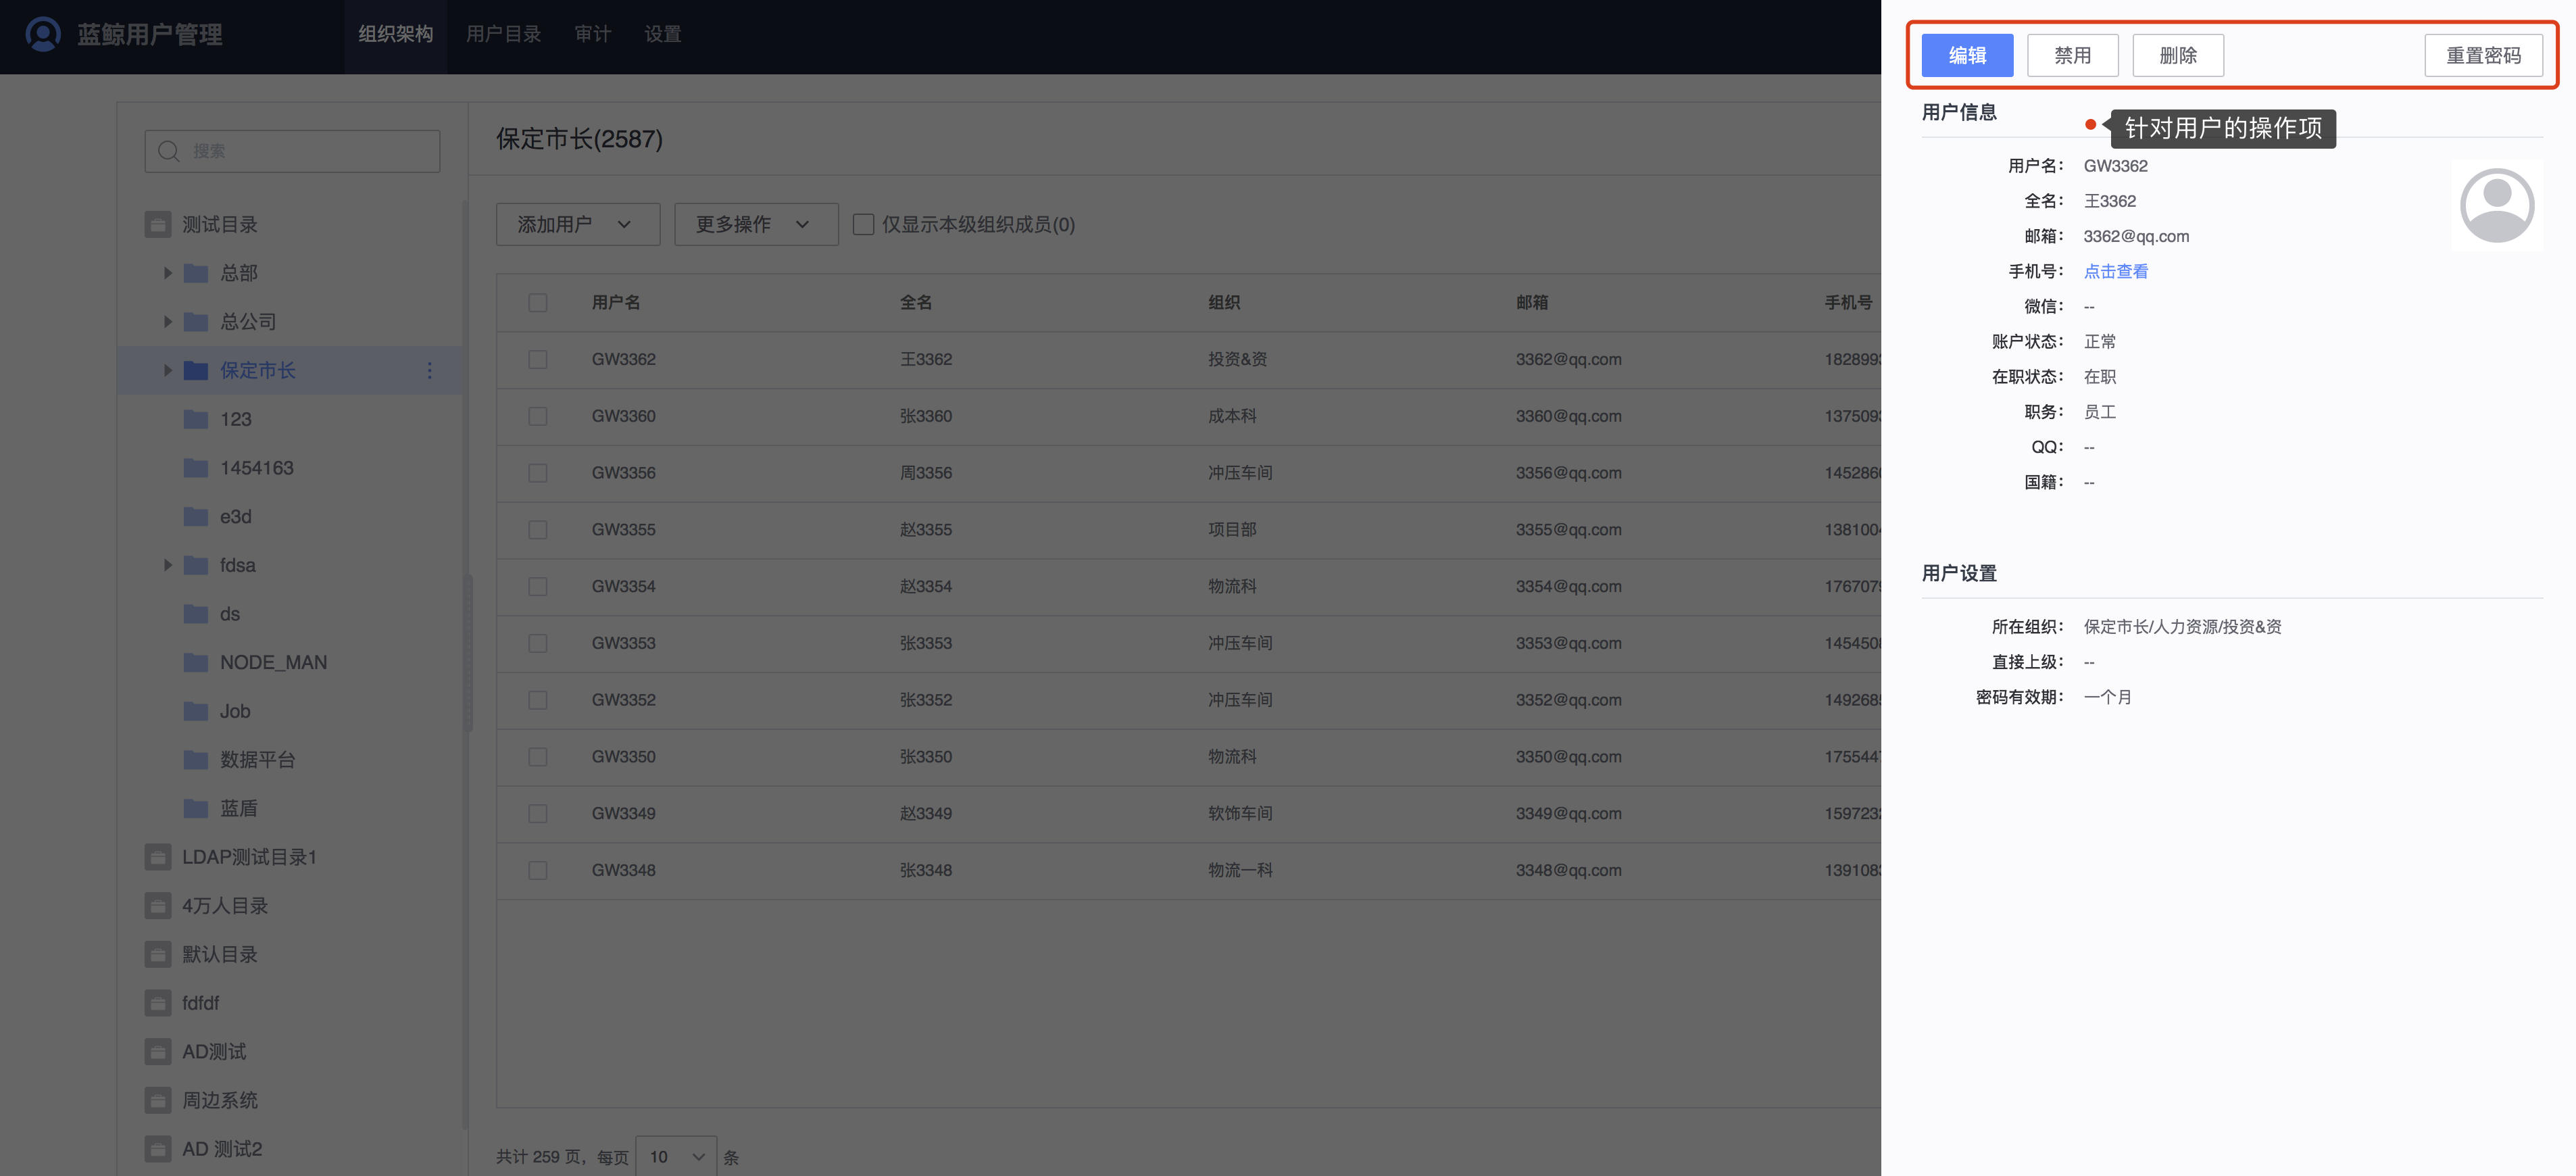 蓝鲸用户管理 组织架构 用户目录 审计 设置
搜索
测试目录
总部
总公司
保定市长
123
1454163
e3d
fdsa
ds
NODE_MAN
Job
数据平台
蓝盾
LDAP测试目录1
4万人目录
默认目录
fdfdf
AD测试
周边系统
AD 测试2
保定市长(2587)
添加用户 更多操作 仅显示本级组织成员(0)
用户名 全名 组织 邮箱 手机号
GW3362 王3362 投资&资 3362@qq.com 182899
GW3360 张3360 成本科 3360@qq.com 137509
GW3356 周3356 冲压车间 3356@qq.com 145286
GW3355 赵3355 项目部 3355@qq.com 138100
GW3354 赵3354 物流科 3354@qq.com 176707
GW3353 张3353 冲压车间 3353@qq.com 145450
GW3352 张3352 冲压车间 3352@qq.com 149268
GW3350 张3350 物流科 3350@qq.com 175544
GW3349 赵3349 软饰车间 3349@qq.com 159723
GW3348 张3348 物流一科 3348@qq.com 139108
共计 259 页，每页 10 条
编辑 禁用 删除 重置密码
用户信息
针对用户的操作项
用户名： GW3362
全名： 王3362
邮箱： 3362@qq.com
手机号： 点击查看
微信： --
账户状态： 正常
在职状态： 在职
职务： 员工
QQ： --
国籍： --
用户设置
所在组织： 保定市长/人力资源/投资&资
直接上级： --
密码有效期： 一个月